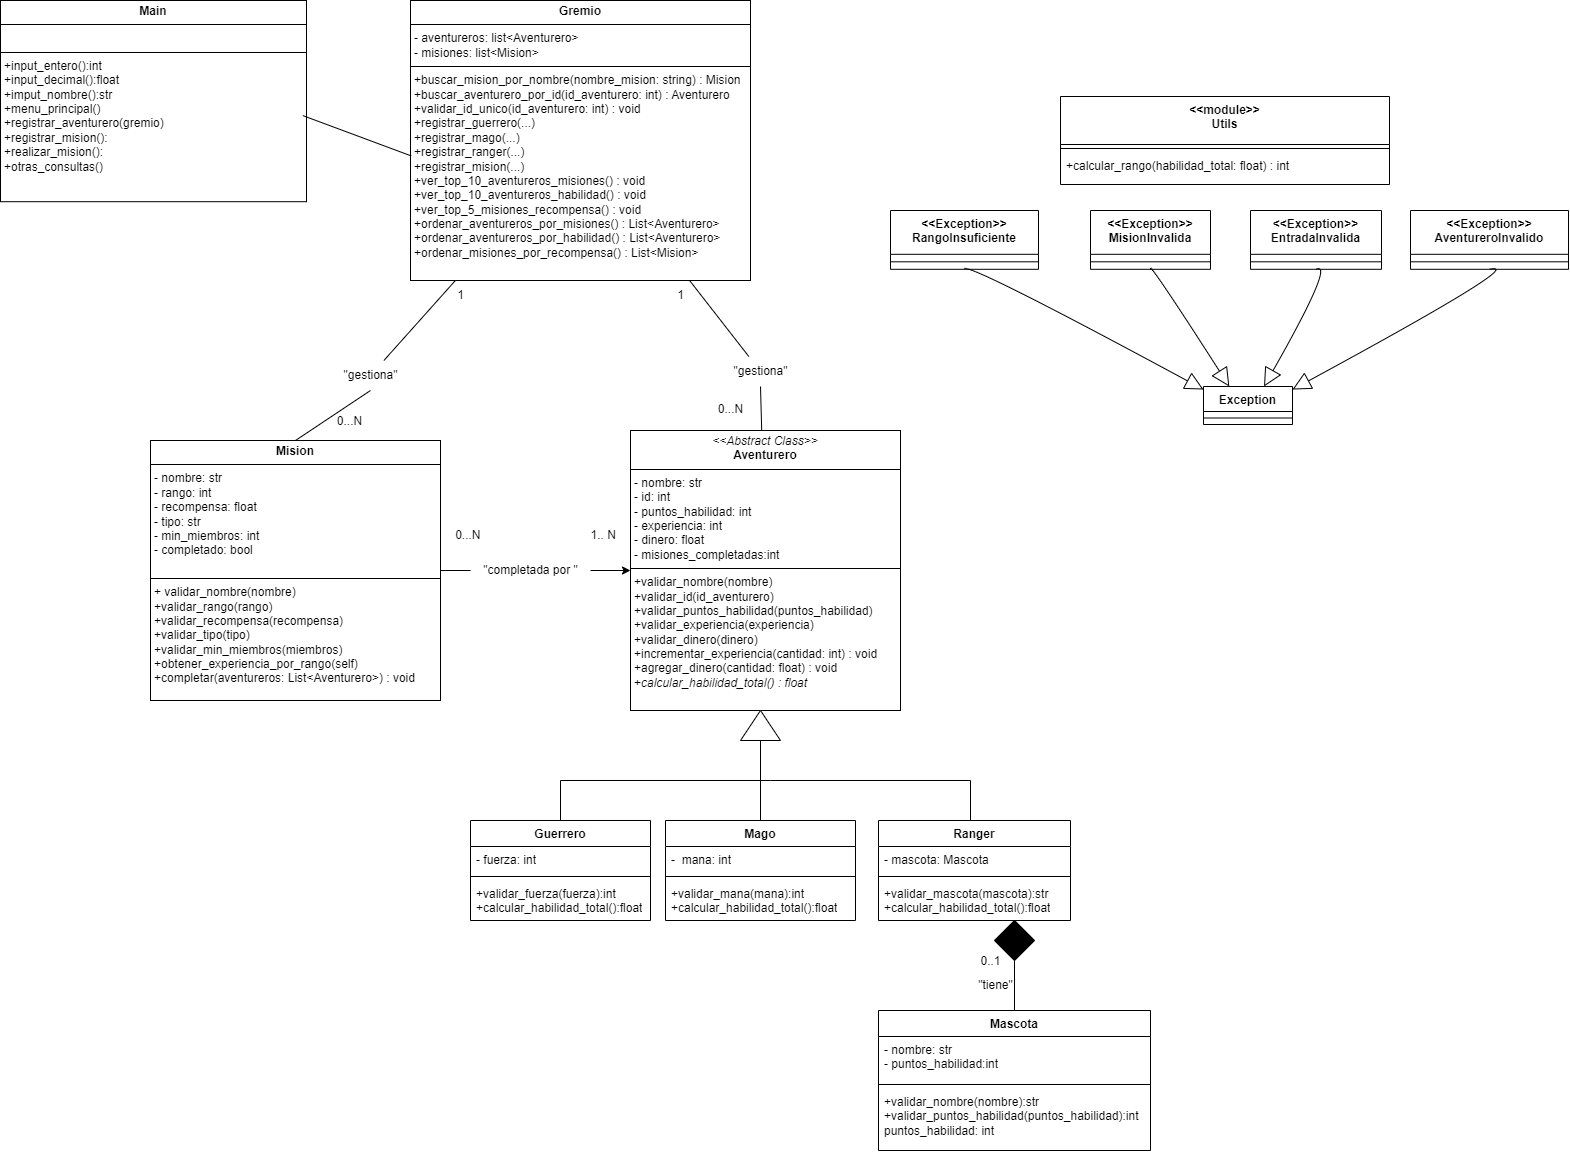 Main
+input_entero():int
+input_decimal():float
+imput_nombre():str
+menu_principal()
+registrar_aventurero(gremio)
+registrar_mision():
+realizar_mision():
+otras_consultas()
Gremio
- aventureros: list<Aventurero>
- misiones: list<Mision>
+buscar_mision_por_nombre(nombre_mision: string) : Mision
+buscar_aventurero_por_id(id_aventurero: int) : Aventurero
+validar_id_unico(id_aventurero: int) : void
+registrar_guerrero(...)
+registrar_mago(...)
+registrar_ranger(...)
+registrar_mision(...)
+ver_top_10_aventureros_misiones() : void
+ver_top_10_aventureros_habilidad() : void
+ver_top_5_misiones_recompensa() : void
+ordenar_aventureros_por_misiones() : List<Aventurero>
+ordenar_aventureros_por_habilidad() : List<Aventurero>
+ordenar_misiones_por_recompensa() : List<Mision>
<<module>>
Utils
+calcular_rango(habilidad_total: float) : int
<<Exception>>
RangoInsuficiente
<<Exception>>
MisionInvalida
<<Exception>>
EntradaInvalida
<<Exception>>
AventureroInvalido
Exception
1
1
"gestiona"
"gestiona"
0...N
0...N
Mision
- nombre: str
- rango: int
- recompensa: float
- tipo: str
- min_miembros: int
- completado: bool
+ validar_nombre(nombre)
+validar_rango(rango)
+validar_recompensa(recompensa)
+validar_tipo(tipo)
+validar_min_miembros(miembros)
+obtener_experiencia_por_rango(self)
+completar(aventureros: List<Aventurero>) : void
0...N
1.. N
"completada por "
<<Abstract Class>>
Aventurero
- nombre: str
- id: int
- puntos_habilidad: int
- experiencia: int
- dinero: float
- misiones_completadas:int
+validar_nombre(nombre)
+validar_id(id_aventurero)
+validar_puntos_habilidad(puntos_habilidad)
+validar_experiencia(experiencia)
+validar_dinero(dinero)
+incrementar_experiencia(cantidad: int) : void
+agregar_dinero(cantidad: float) : void
+calcular_habilidad_total() : float
Guerrero
- fuerza: int
+validar_fuerza(fuerza):int
+calcular_habilidad_total():float
Mago
-  mana: int
+validar_mana(mana):int
+calcular_habilidad_total():float
Ranger
- mascota: Mascota
+validar_mascota(mascota):str
+calcular_habilidad_total():float
0..1
"tiene"
Mascota
- nombre: str
- puntos_habilidad:int
+validar_nombre(nombre):str
+validar_puntos_habilidad(puntos_habilidad):int
puntos_habilidad: int